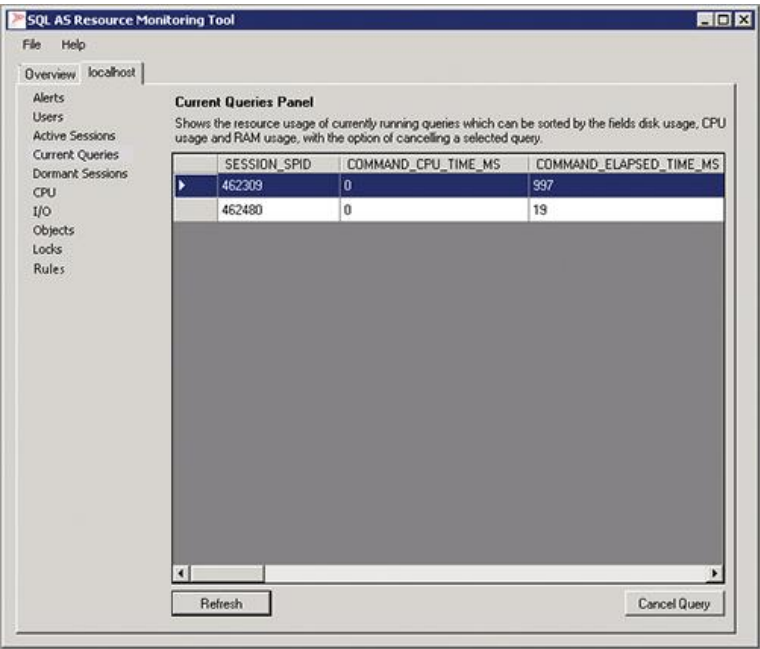 SQL AS Resource Monitoring Tool
File Help
Overview localhost
Alerts
Users
Active Sessions
Current Queries
Dormant Sessions
CPU
I/O
Objects
Locks
Rules
Current Queries Panel
Shows the resource usage of currently running queries which can be sorted by the fields disk usage, CPU
usage and RAM usage, with the option of cancelling a selected query.
SESSION_SPID COMMAND_CPU_TIME_MS COMMAND_ELAPSED_TIME_MS
462309 0 997
462480 0 19
Refresh Cancel Query